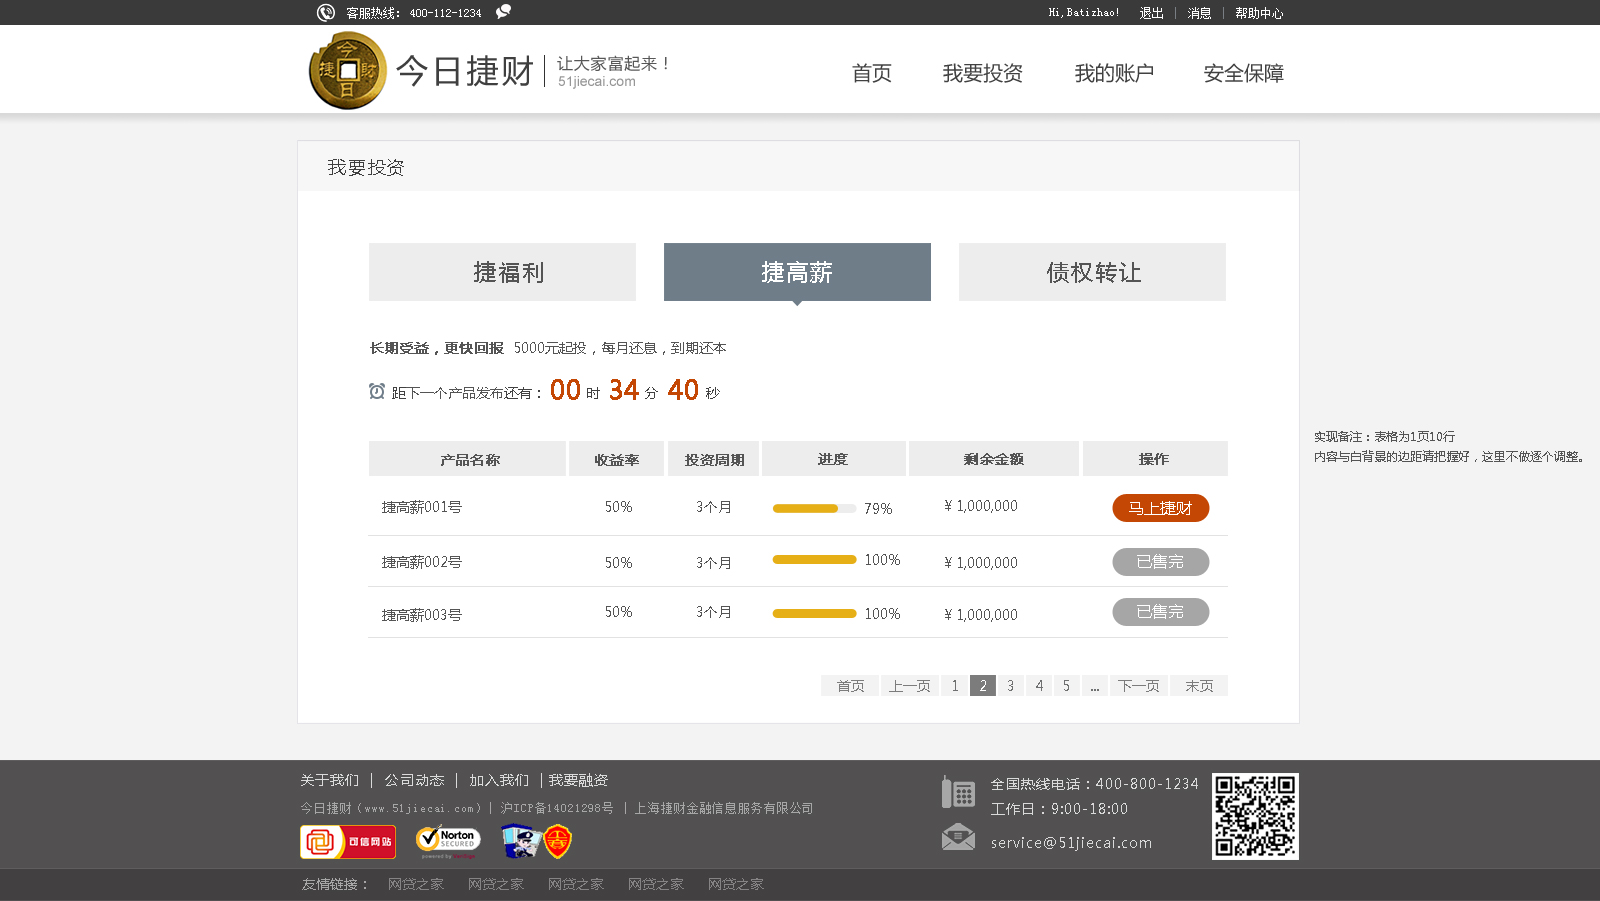 客服热线: 400-112-1234
Hi,Batizhao! 退出 | 消息 | 帮助中心
今日捷财
今日捷財
让大家富起来！
51jiecai.com
首页 我要投资 我的账户 安全保障
我要投资
捷福利 捷高薪 债权转让
长期受益，更快回报 5000元起投，每月还息，到期还本
距下一个产品发布还有：00 时 34 分 40 秒
实现备注：表格为1页10行
内容与白背景的边距请把握好，这里不做逐个调整。
产品名称 收益率 投资周期 进度 剩余金额 操作
捷高薪001号 50% 3个月 79% ¥ 1,000,000 马上捷财
捷高薪002号 50% 3个月 100% ¥ 1,000,000 已售完
捷高薪003号 50% 3个月 100% ¥ 1,000,000 已售完
首页 上一页 1 2 3 4 5 ... 下一页 末页
关于我们 | 公司动态 | 加入我们 | 我要融资
今日捷财（www.51jiecai.com）| 沪ICP备14021298号 | 上海捷财金融信息服务有限公司
可信网站
Norton
SECURED
powered by VeriSign
全国热线电话：400-800-1234
工作日：9:00-18:00
service@51jiecai.com
友情链接： 网贷之家 网贷之家 网贷之家 网贷之家 网贷之家